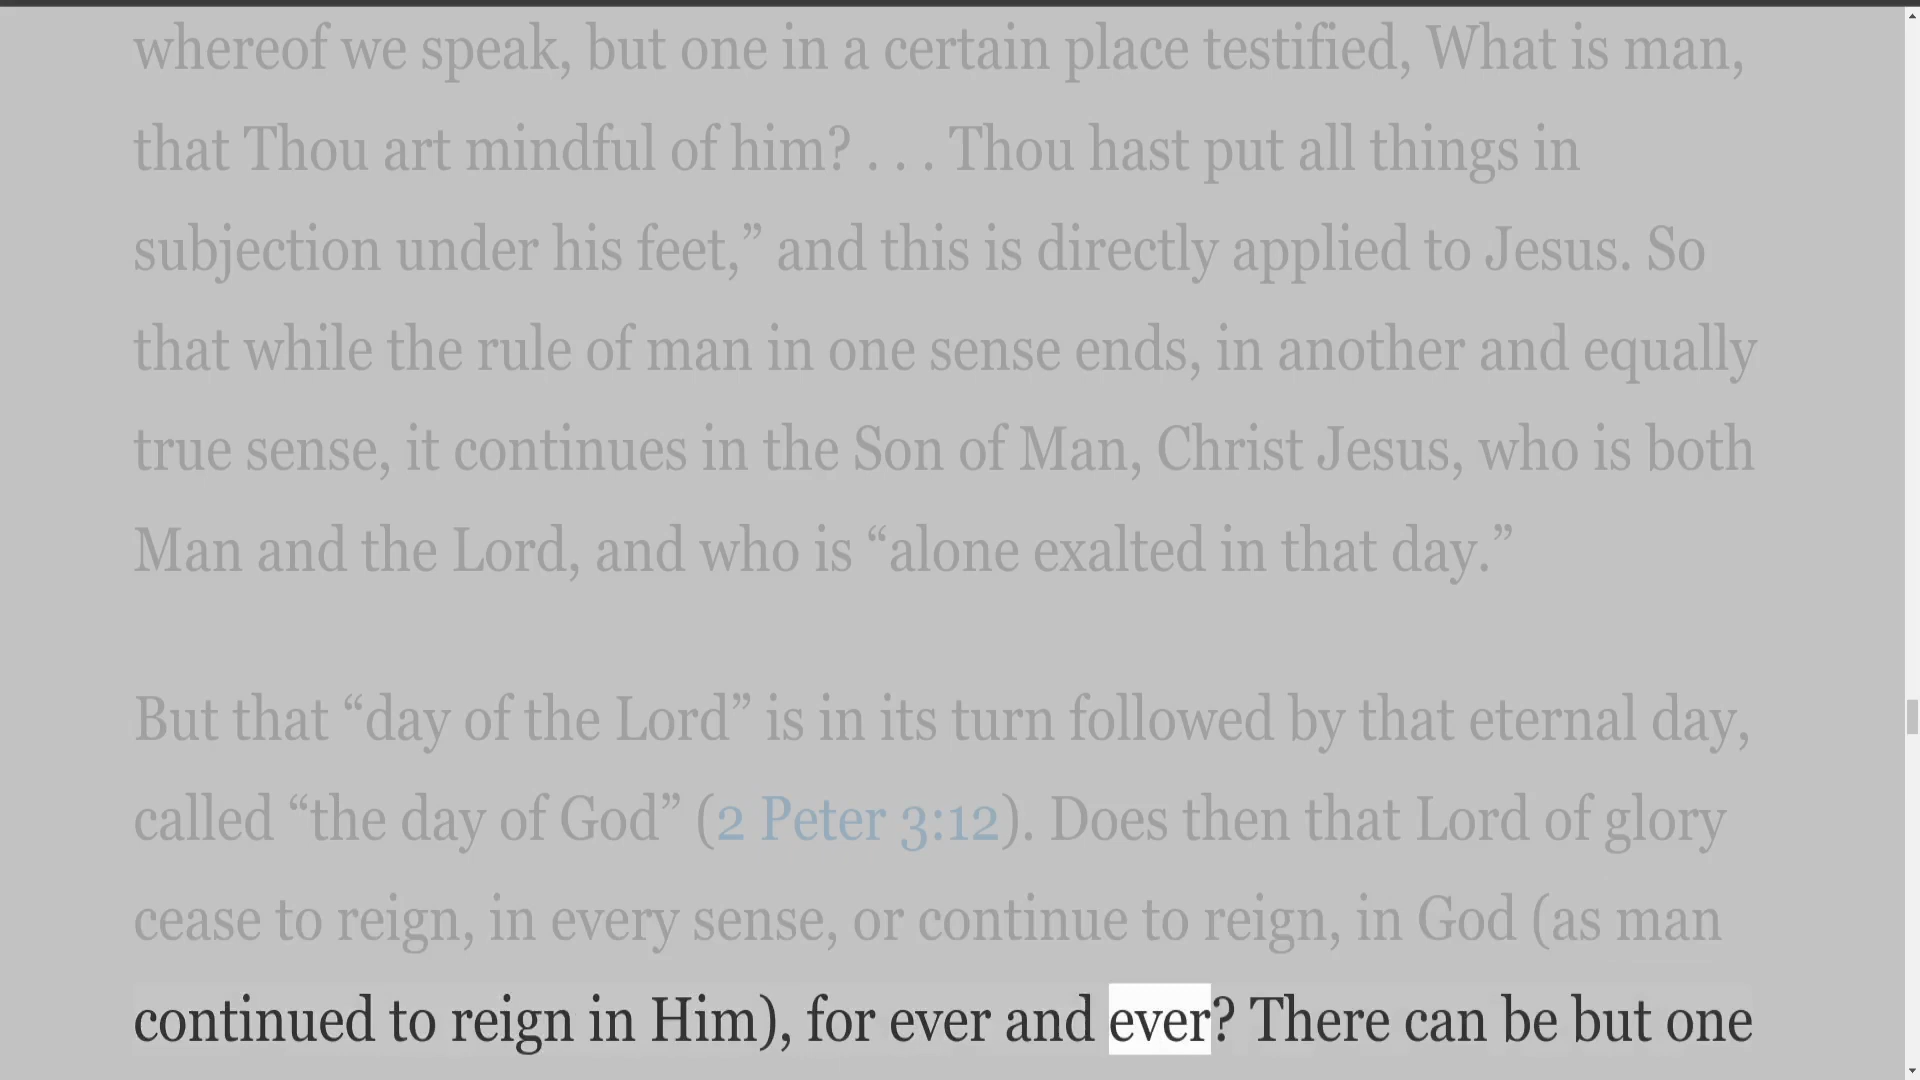 whereof we speak, but one in a certain place testified, What is man,
that Thou art mindful of him? . . . Thou hast put all things in
subjection under his feet,” and this is directly applied to Jesus. So
that while the rule of man in one sense ends, in another and equally
true sense, it continues in the Son of Man, Christ Jesus, who is both
Man and the Lord, and who is “alone exalted in that day.”
But that “day of the Lord” is in its turn followed by that eternal day,
called “the day of God” (2 Peter 3:12). Does then that Lord of glory
cease to reign, in every sense, or continue to reign, in God (as man
continued to reign in Him), for ever and ever? There can be but one